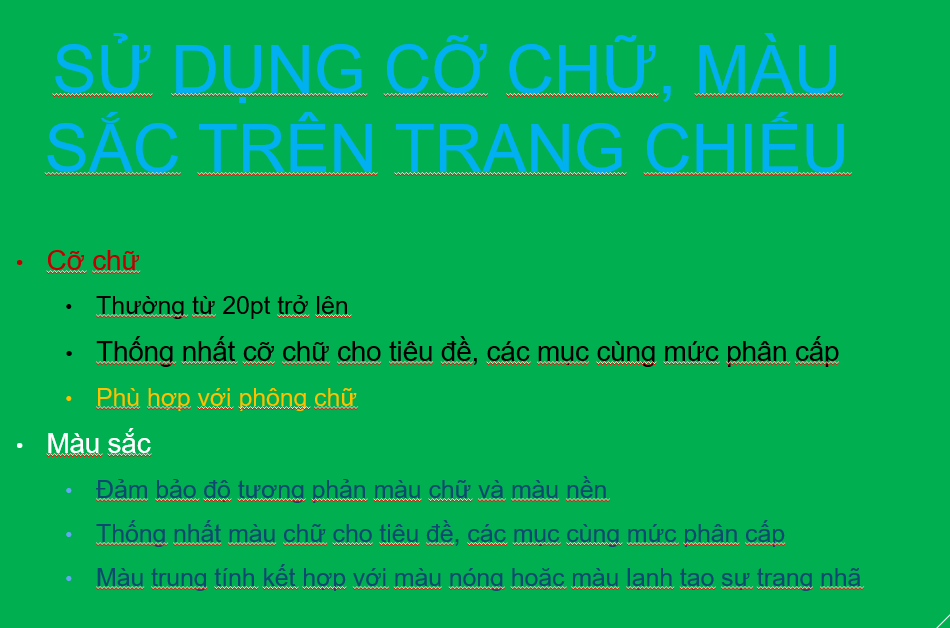 SỬ DỤNG CỠ CHỮ, MÀU
SẮC TRÊN TRANG CHIẾU
• Cỡ chữ
• Thường từ 20pt trở lên
• Thống nhất cỡ chữ cho tiêu đề, các mục cùng mức phân cấp
• Phù hợp với phông chữ
• Màu sắc
• Đảm bảo độ tương phản màu chữ và màu nền
• Thống nhất màu chữ cho tiêu đề, các mục cùng mức phân cấp
• Màu trung tính kết hợp với màu nóng hoặc màu lạnh tạo sự trang nhã